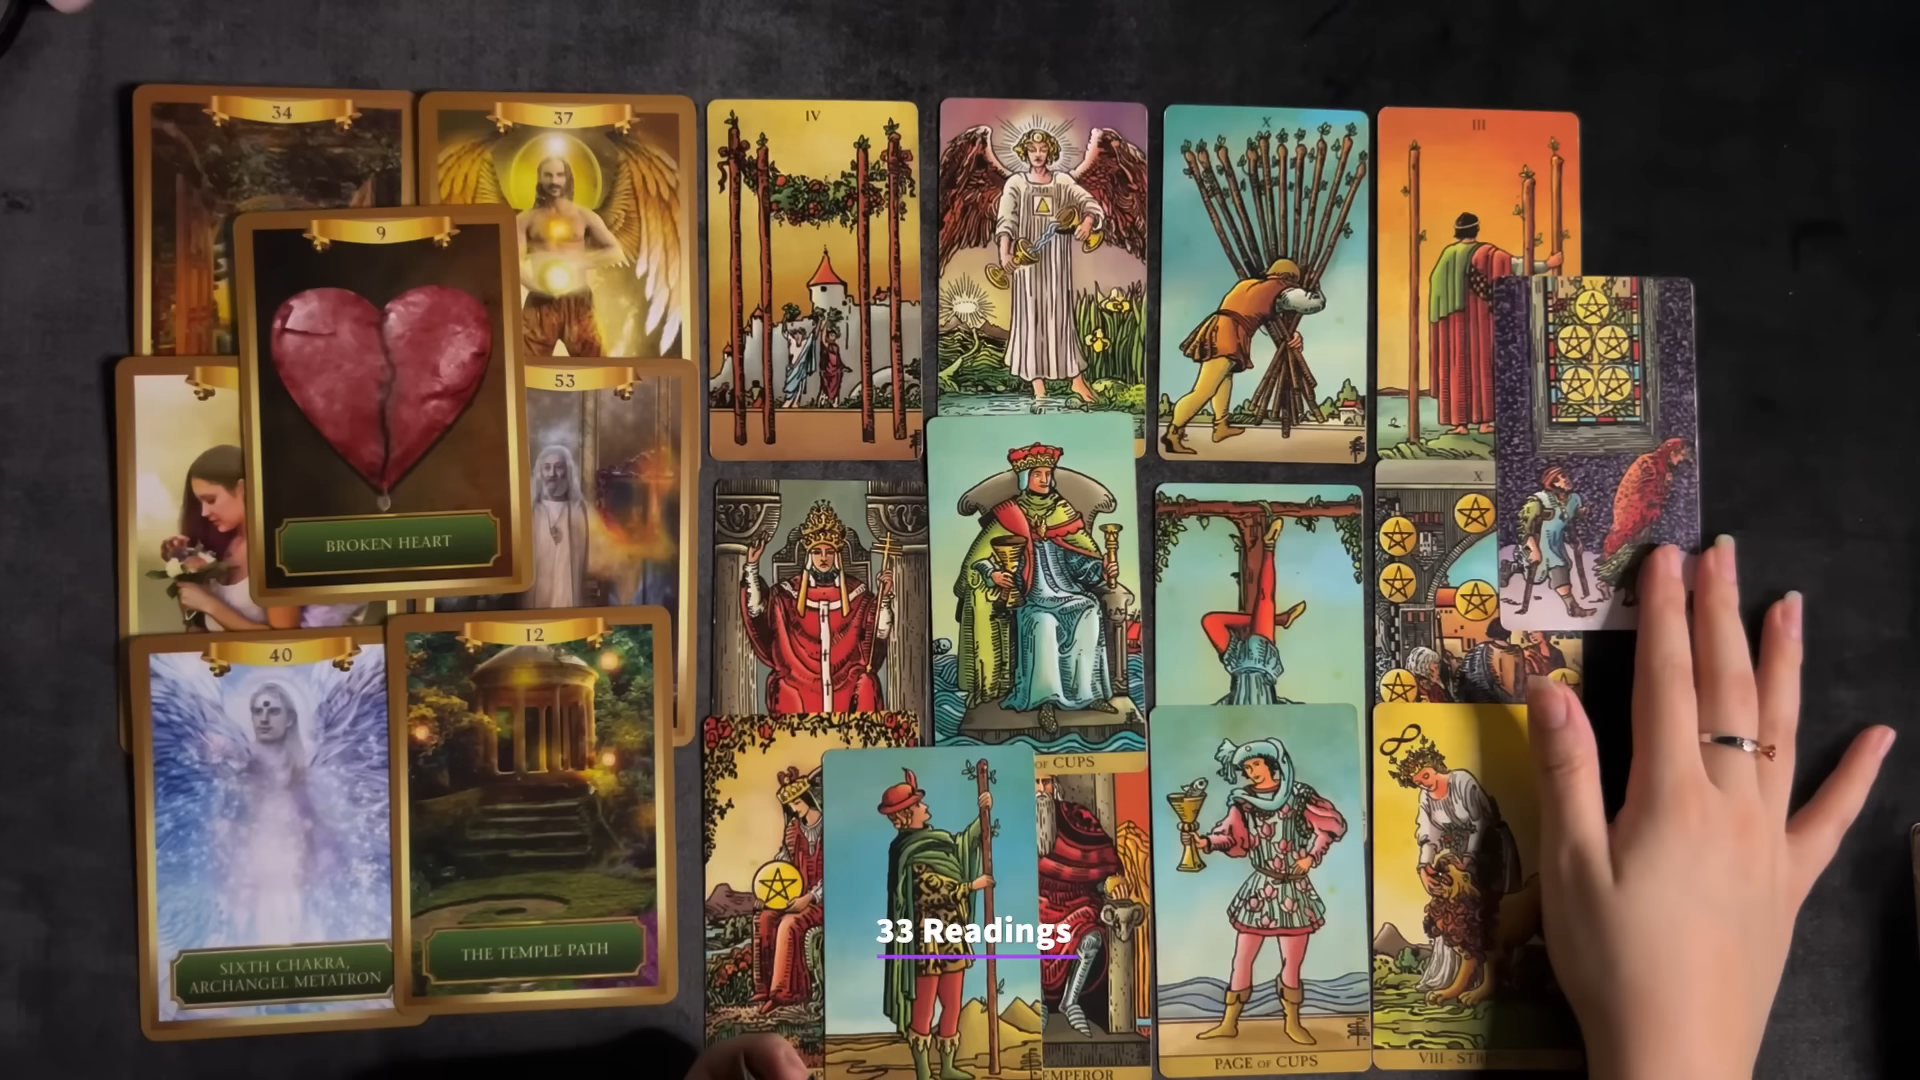 34
37
IV
X
III
9
BROKEN HEART
53
X
40
12
OF CUPS
33 Readings
THE TEMPLE PATH
SIXTH CHAKRA,
ARCHANGEL METATRON
PAGE OF CUPS
EMPEROR